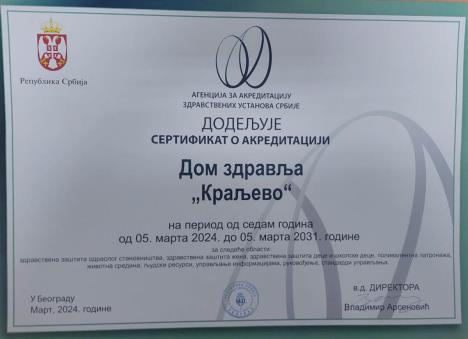 Република Србија
АГЕНЦИЈА ЗА АКРЕДИТАЦИЈУ
ЗДРАВСТВЕНИХ УСТАНОВА СРБИЈЕ
ДОДЕЉУЈЕ
СЕРТИФИКАТ О АКРЕДИТАЦИЈИ
Дом здравља
„Краљево“
на период од седам година
од 05. марта 2024. до 05. марта 2031. године
за следеће области:
здравствена заштита одраслог становништва, здравствена заштита жена, здравствена заштита деце и школске деце, поливалентна патронажа,
животна средина, људски ресурси, управљање информацијама, руковођење, стандарди управљања.
У Београду
Март, 2024. године
в.д. ДИРЕКТОРА
Владимир Арсеновић